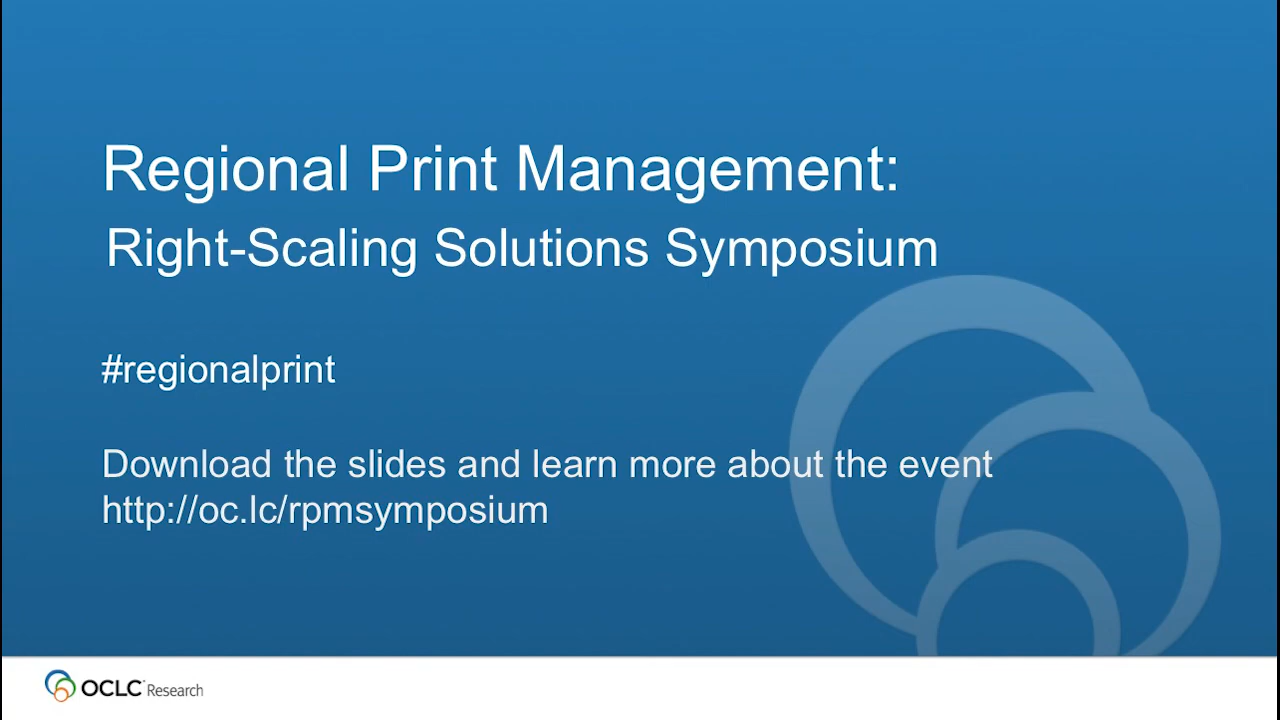 Regional Print Management:
Right-Scaling Solutions Symposium
#regionalprint
Download the slides and learn more about the event
http://oc.lc/rpmsymposium
OCLC Research